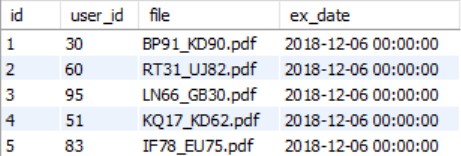 id user_id file ex_date
1 30 BP91_KD90.pdf 2018-12-06 00:00:00
2 60 RT31_UJ82.pdf 2018-12-06 00:00:00
3 95 LN66_GB30.pdf 2018-12-06 00:00:00
4 51 KQ17_KD62.pdf 2018-12-06 00:00:00
5 83 IF78_EU75.pdf 2018-12-06 00:00:00